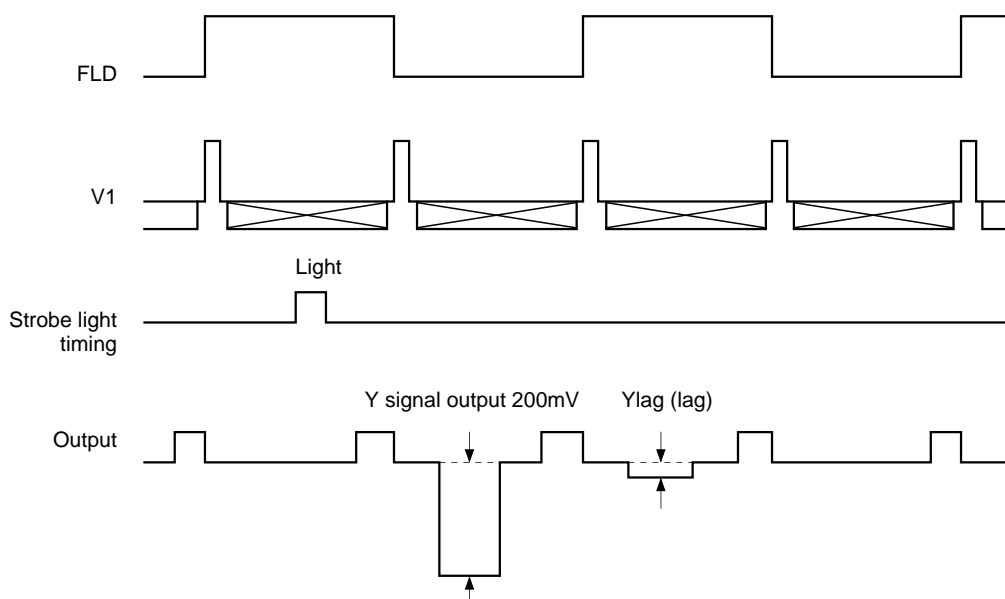 FLD
V1
Light
Strobe light
timing
Y signal output 200mV
Ylag (lag)
Output